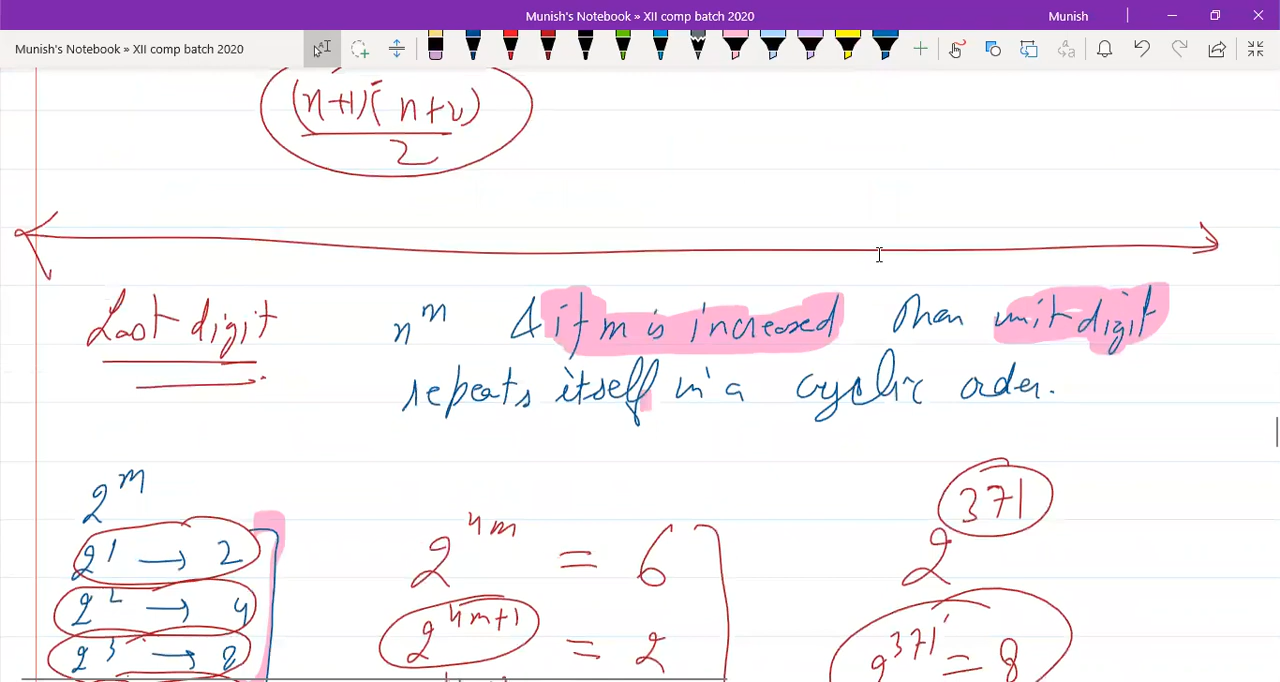 Munish's Notebook » XII comp batch 2020
Munish
Munish's Notebook » XII comp batch 2020
(n+1)(n+2)
2
Last digit n^m & if m is increased then unit digit
repeats itself in a cyclic order.
2^m
2^1 → 2
2^2 → 4
2^3 → 8
2^4m = 6
2^4m+1 = 2
2^371
2^371 = 8